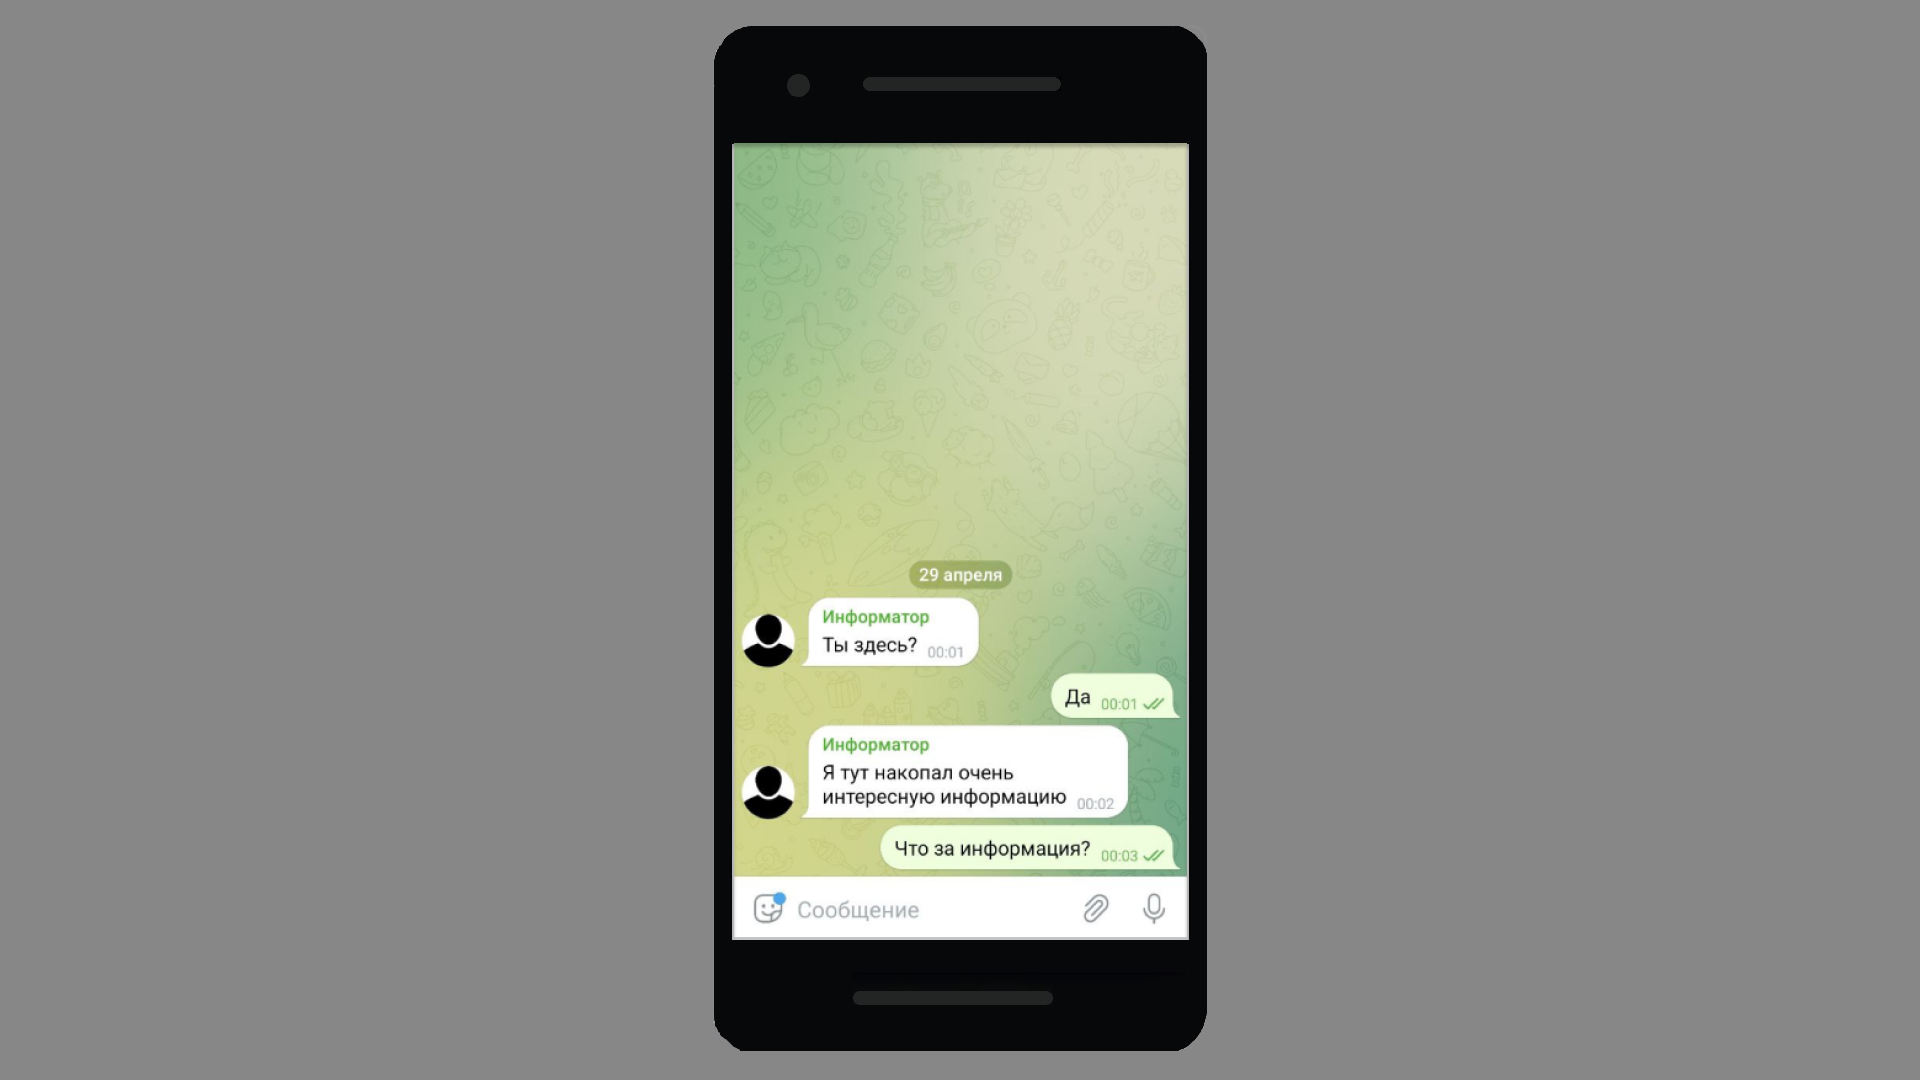 29 апреля
Информатор
Ты здесь? 00:01
Да 00:01
Информатор
Я тут накопал очень
интересную информацию 00:02
Что за информация? 00:03
Сообщение